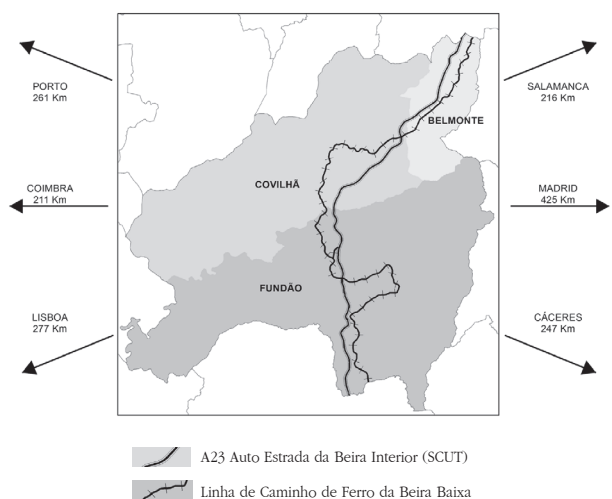 PORTO
261 Km
SALAMANCA
216 Km
BELMONTE
COVILHÃ
COIMBRA
211 Km
MADRID
425 Km
FUNDÃO
LISBOA
277 Km
CÁCERES
247 Km
A23 Auto Estrada da Beira Interior (SCUT)
Linha de Caminho de Ferro da Beira Baixa